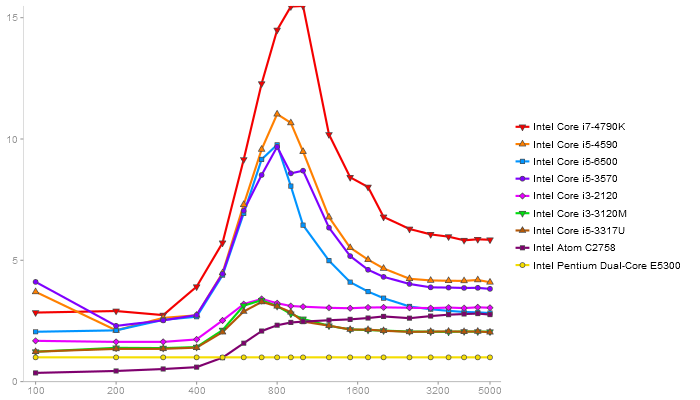 15
10
5
0
100 200 400 800 1600 3200 5000
Intel Core i7-4790K
Intel Core i5-4590
Intel Core i5-6500
Intel Core i5-3570
Intel Core i3-2120
Intel Core i3-3120M
Intel Core i5-3317U
Intel Atom C2758
Intel Pentium Dual-Core E5300